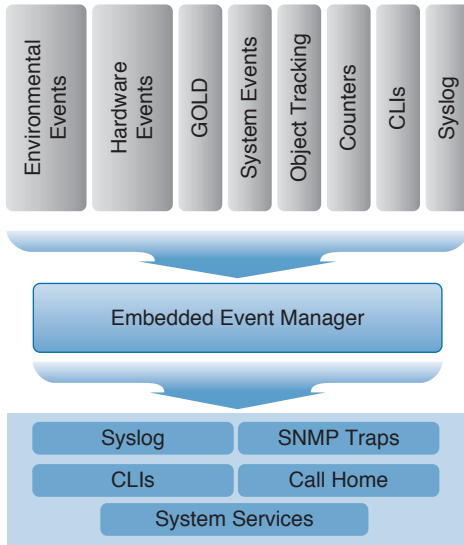 Environmental
Events
Hardware
Events
GOLD
System Events
Object Tracking
Counters
CLIs
Syslog
Embedded Event Manager
Syslog
SNMP Traps
CLIs
Call Home
System Services